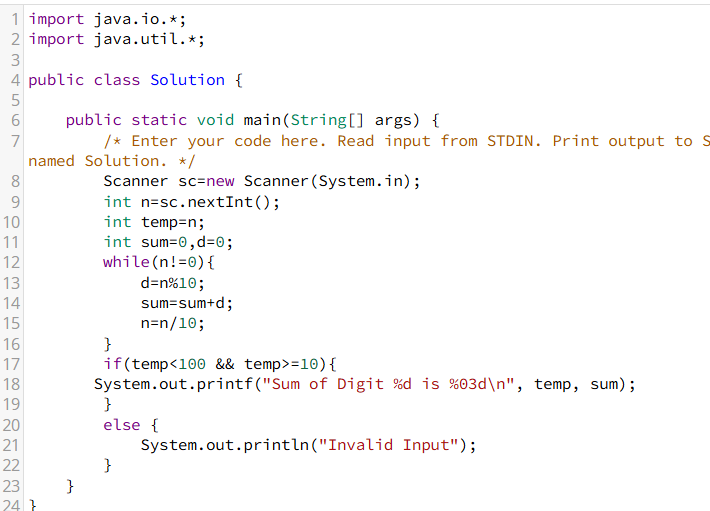 1 import java.io.*;
2 import java.util.*;
3
4 public class Solution {
5
6     public static void main(String[] args) {
7         /* Enter your code here. Read input from STDIN. Print output to S
named Solution. */
8         Scanner sc=new Scanner(System.in);
9         int n=sc.nextInt();
10         int temp=n;
11         int sum=0,d=0;
12         while(n!=0){
13             d=n%10;
14             sum=sum+d;
15             n=n/10;
16         }
17         if(temp<100 && temp>=10){
18        System.out.printf("Sum of Digit %d is %03d\n", temp, sum);
19         }
20         else {
21             System.out.println("Invalid Input");
22         }
23     }
24 }